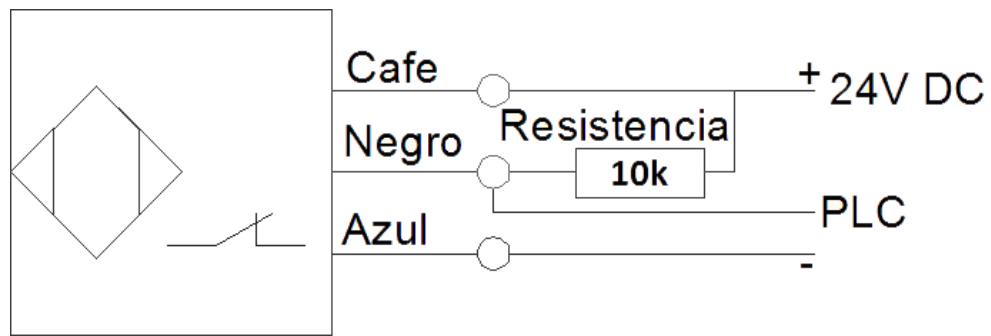 Cafe
+ 24V DC
Resistencia
Negro
10k
PLC
Azul
-